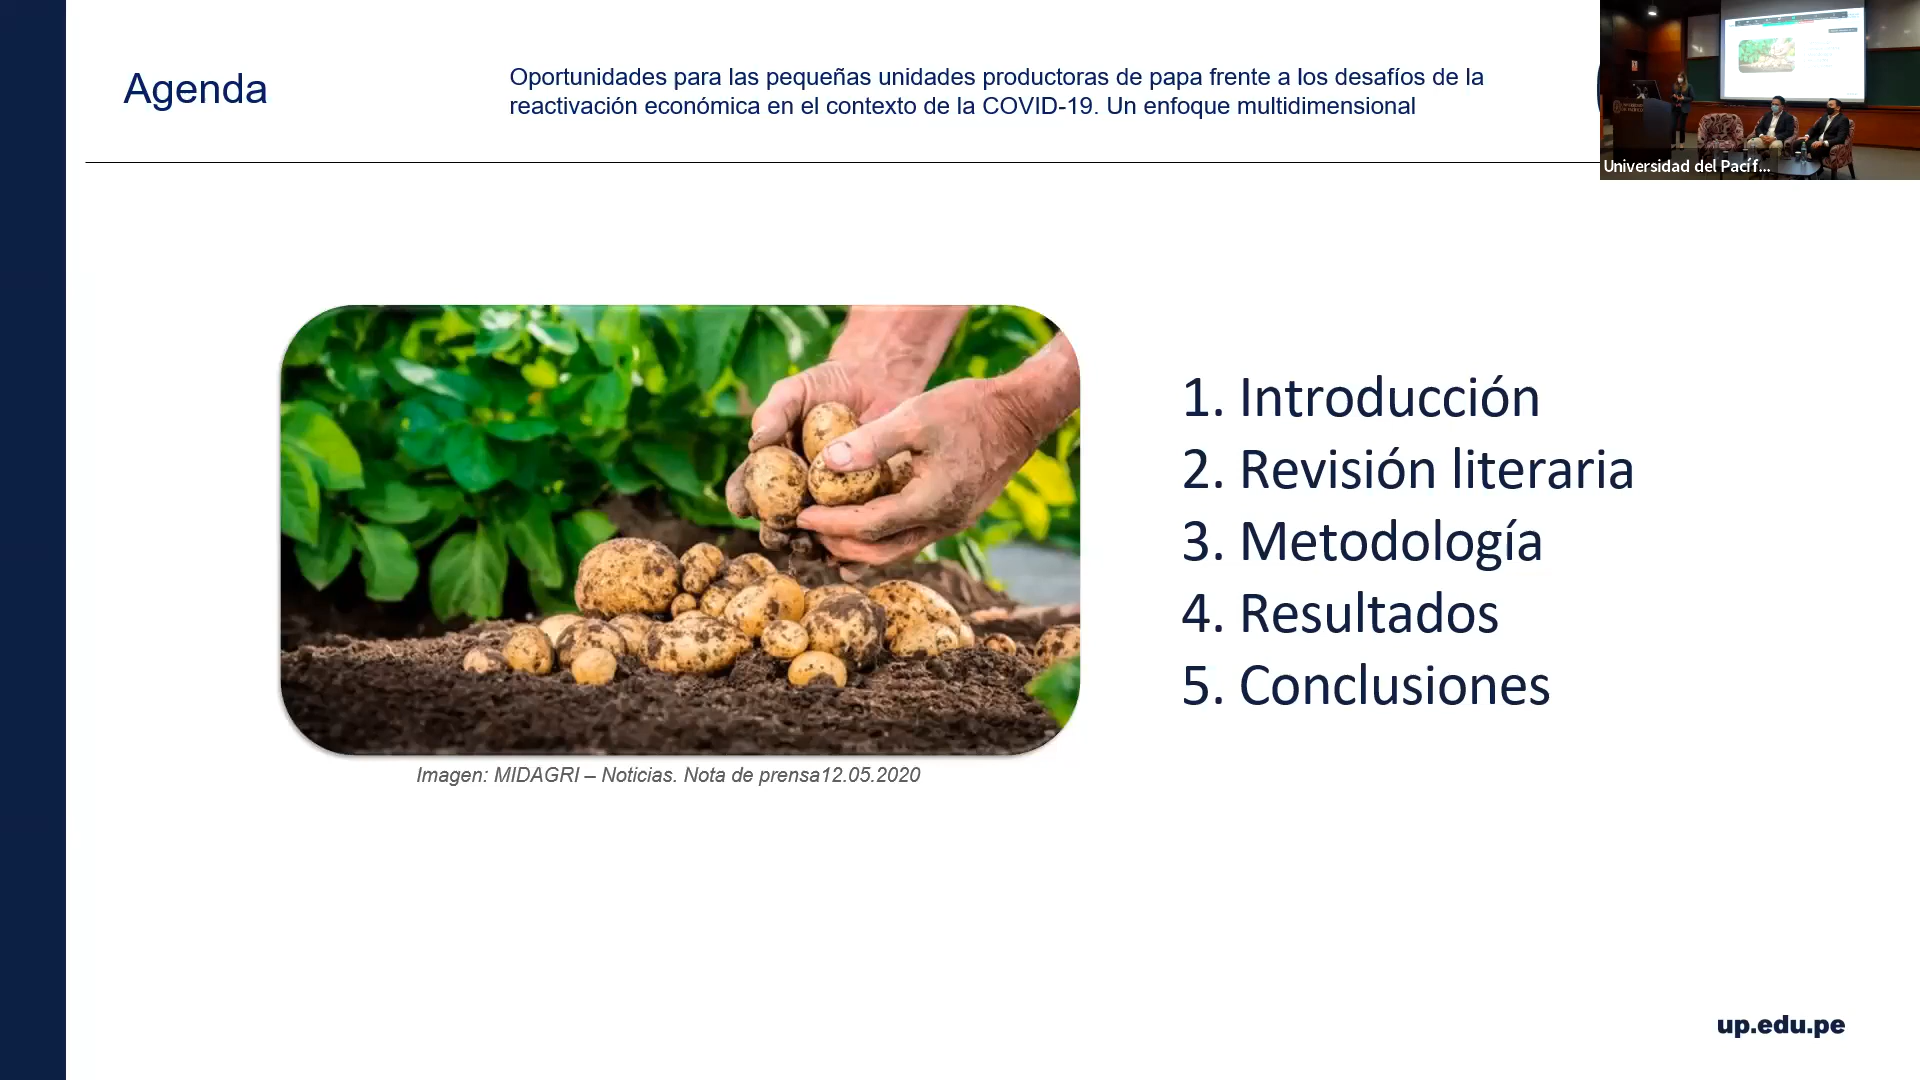 Agenda
Oportunidades para las pequeñas unidades productoras de papa frente a los desafíos de la
reactivación económica en el contexto de la COVID-19. Un enfoque multidimensional
Universidad del Pacíf...
1. Introducción
2. Revisión literaria
3. Metodología
4. Resultados
5. Conclusiones
Imagen: MIDAGRI – Noticias. Nota de prensa12.05.2020
up.edu.pe